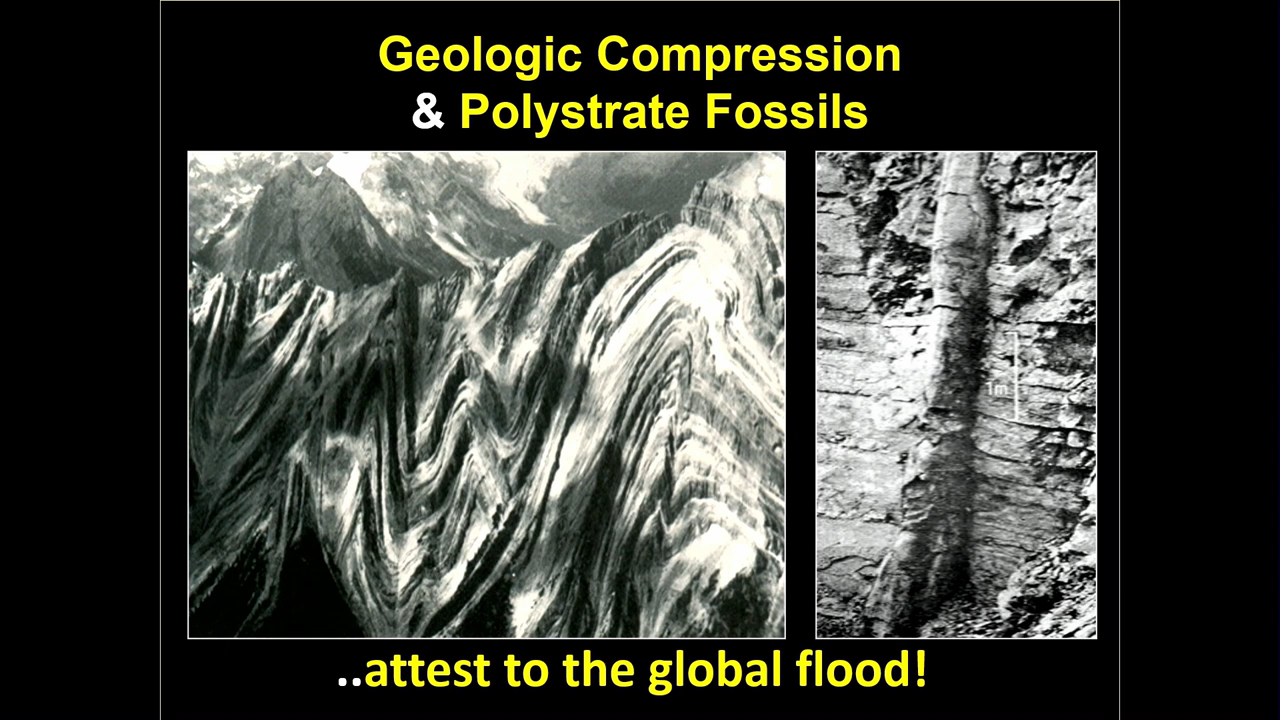 Geologic Compression
& Polystrate Fossils
1m
..attest to the global flood!